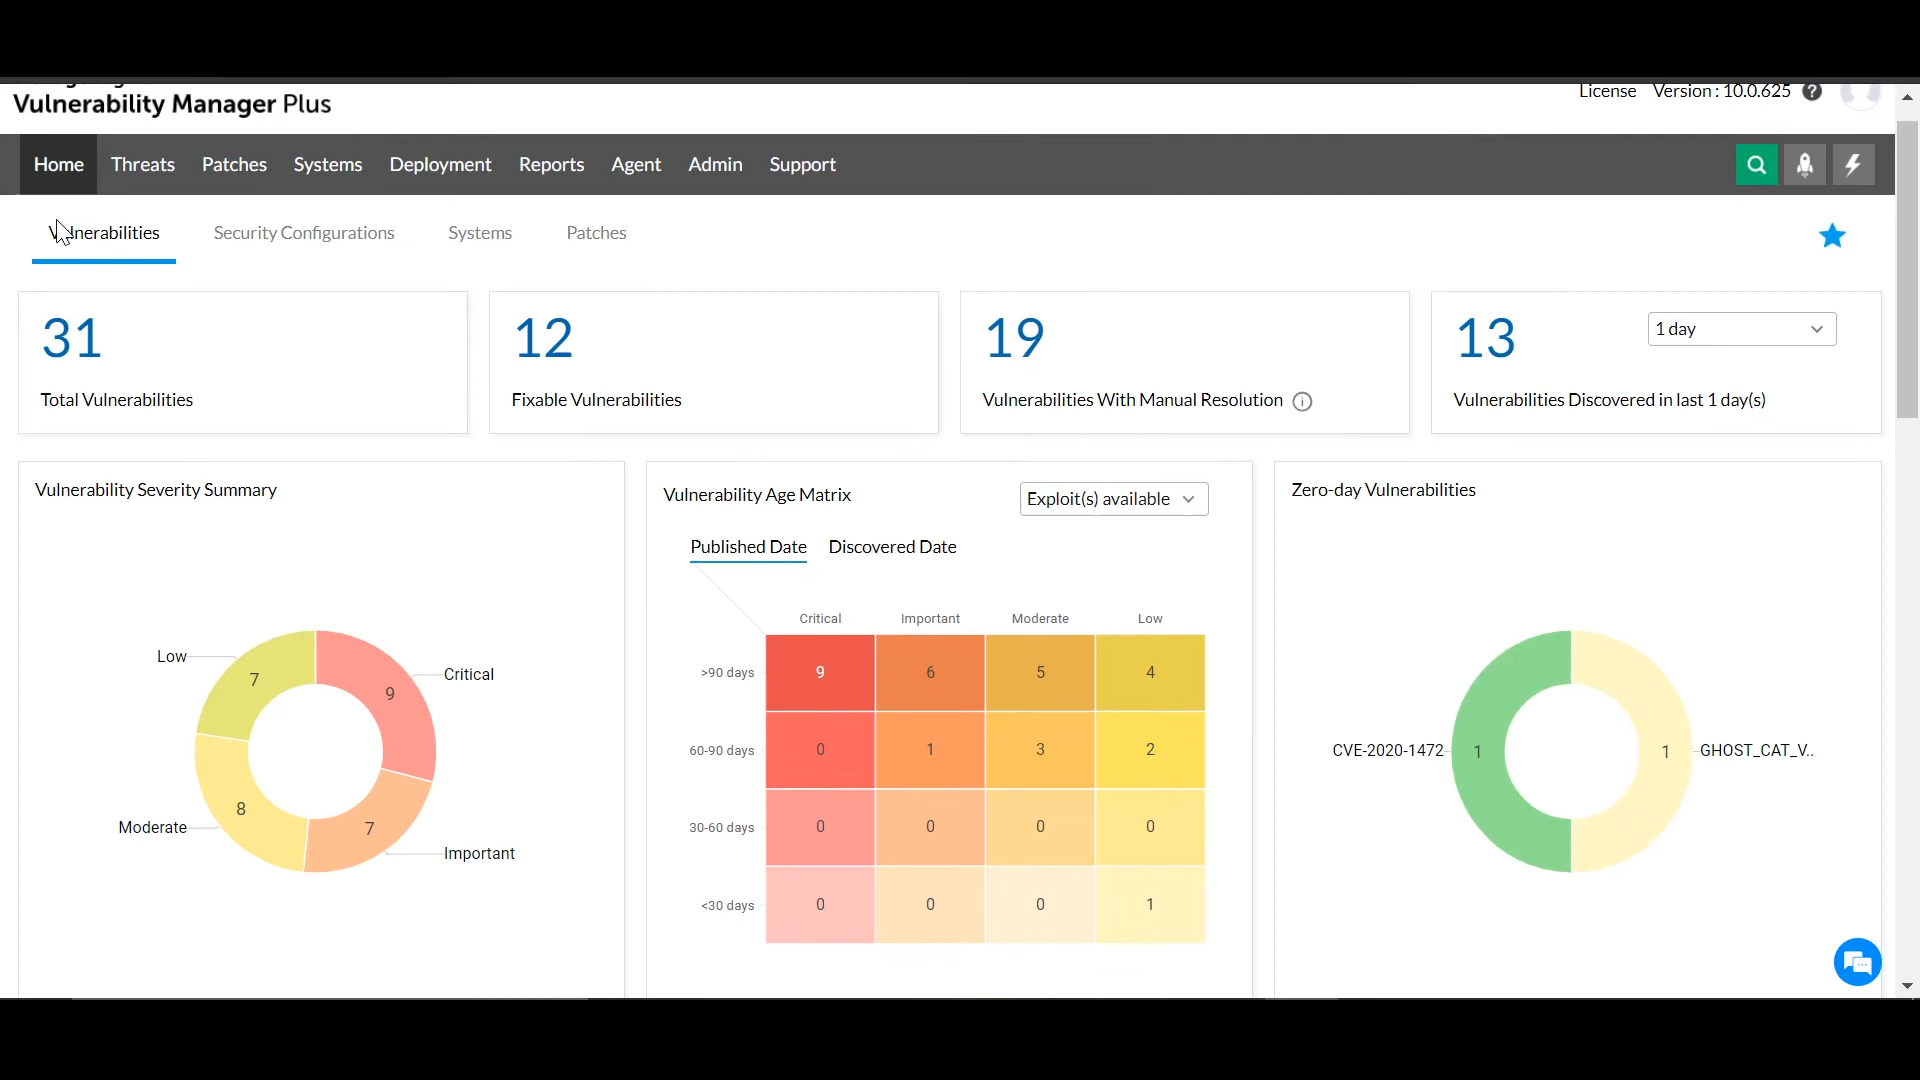 Vulnerability Manager Plus
License Version : 10.0.625 ?
Home Threats Patches Systems Deployment Reports Agent Admin Support
Vulnerabilities Security Configurations Systems Patches
31
Total Vulnerabilities
12
Fixable Vulnerabilities
19
Vulnerabilities With Manual Resolution i
13
1 day
Vulnerabilities Discovered in last 1 day(s)
Vulnerability Severity Summary
Low
7
Critical
9
Moderate
8
Important
7
Vulnerability Age Matrix
Exploit(s) available
Published Date Discovered Date
Critical Important Moderate Low
>90 days 9 6 5 4
60-90 days 0 1 3 2
30-60 days 0 0 0 0
<30 days 0 0 0 1
Zero-day Vulnerabilities
CVE-2020-1472 1 1 GHOST_CAT_V..